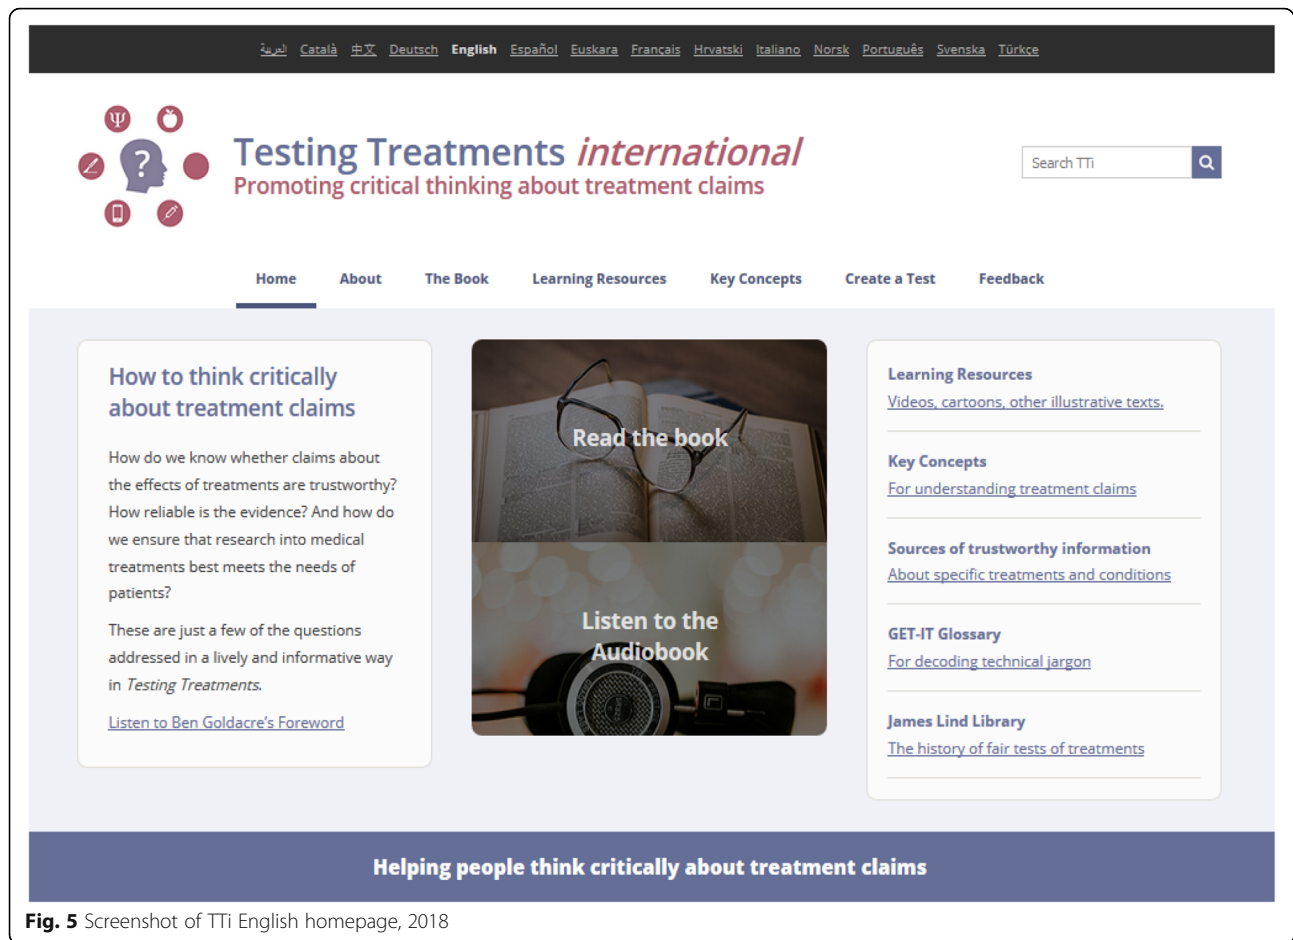 العربية Català 中文 Deutsch English Español Euskara Français Hrvatski Italiano Norsk Português Svenska Türkçe
Testing Treatments international
Promoting critical thinking about treatment claims
Search TTi
Home About The Book Learning Resources Key Concepts Create a Test Feedback
How to think critically
about treatment claims
How do we know whether claims about
the effects of treatments are trustworthy?
How reliable is the evidence? And how do
we ensure that research into medical
treatments best meets the needs of
patients?
These are just a few of the questions
addressed in a lively and informative way
in Testing Treatments.
Listen to Ben Goldacre's Foreword
Read the book
Listen to the
Audiobook
Learning Resources
Videos, cartoons, other illustrative texts.
Key Concepts
For understanding treatment claims
Sources of trustworthy information
About specific treatments and conditions
GET-IT Glossary
For decoding technical jargon
James Lind Library
The history of fair tests of treatments
Helping people think critically about treatment claims
Fig. 5 Screenshot of TTi English homepage, 2018